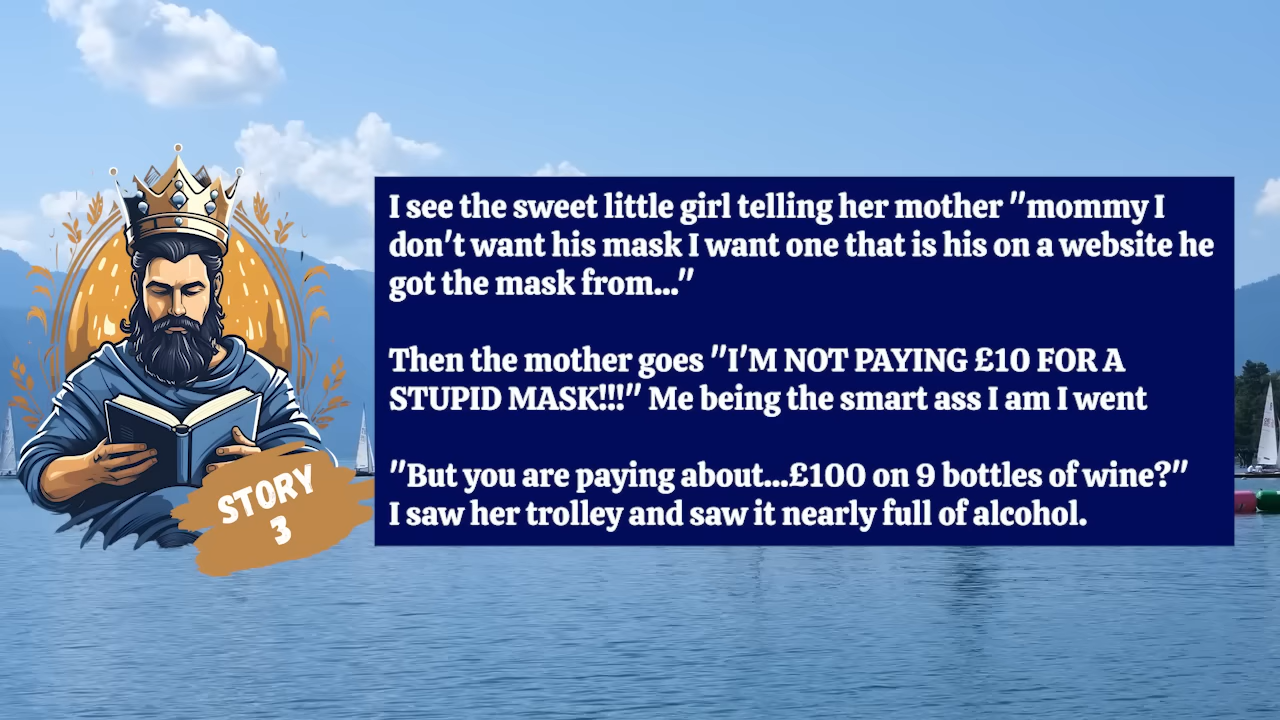 I see the sweet little girl telling her mother "mommy I
don't want his mask I want one that is his on a website he
got the mask from..."
Then the mother goes "I'M NOT PAYING £10 FOR A
STUPID MASK!!!" Me being the smart ass I am I went
"But you are paying about...£100 on 9 bottles of wine?"
I saw her trolley and saw it nearly full of alcohol.
STORY
3